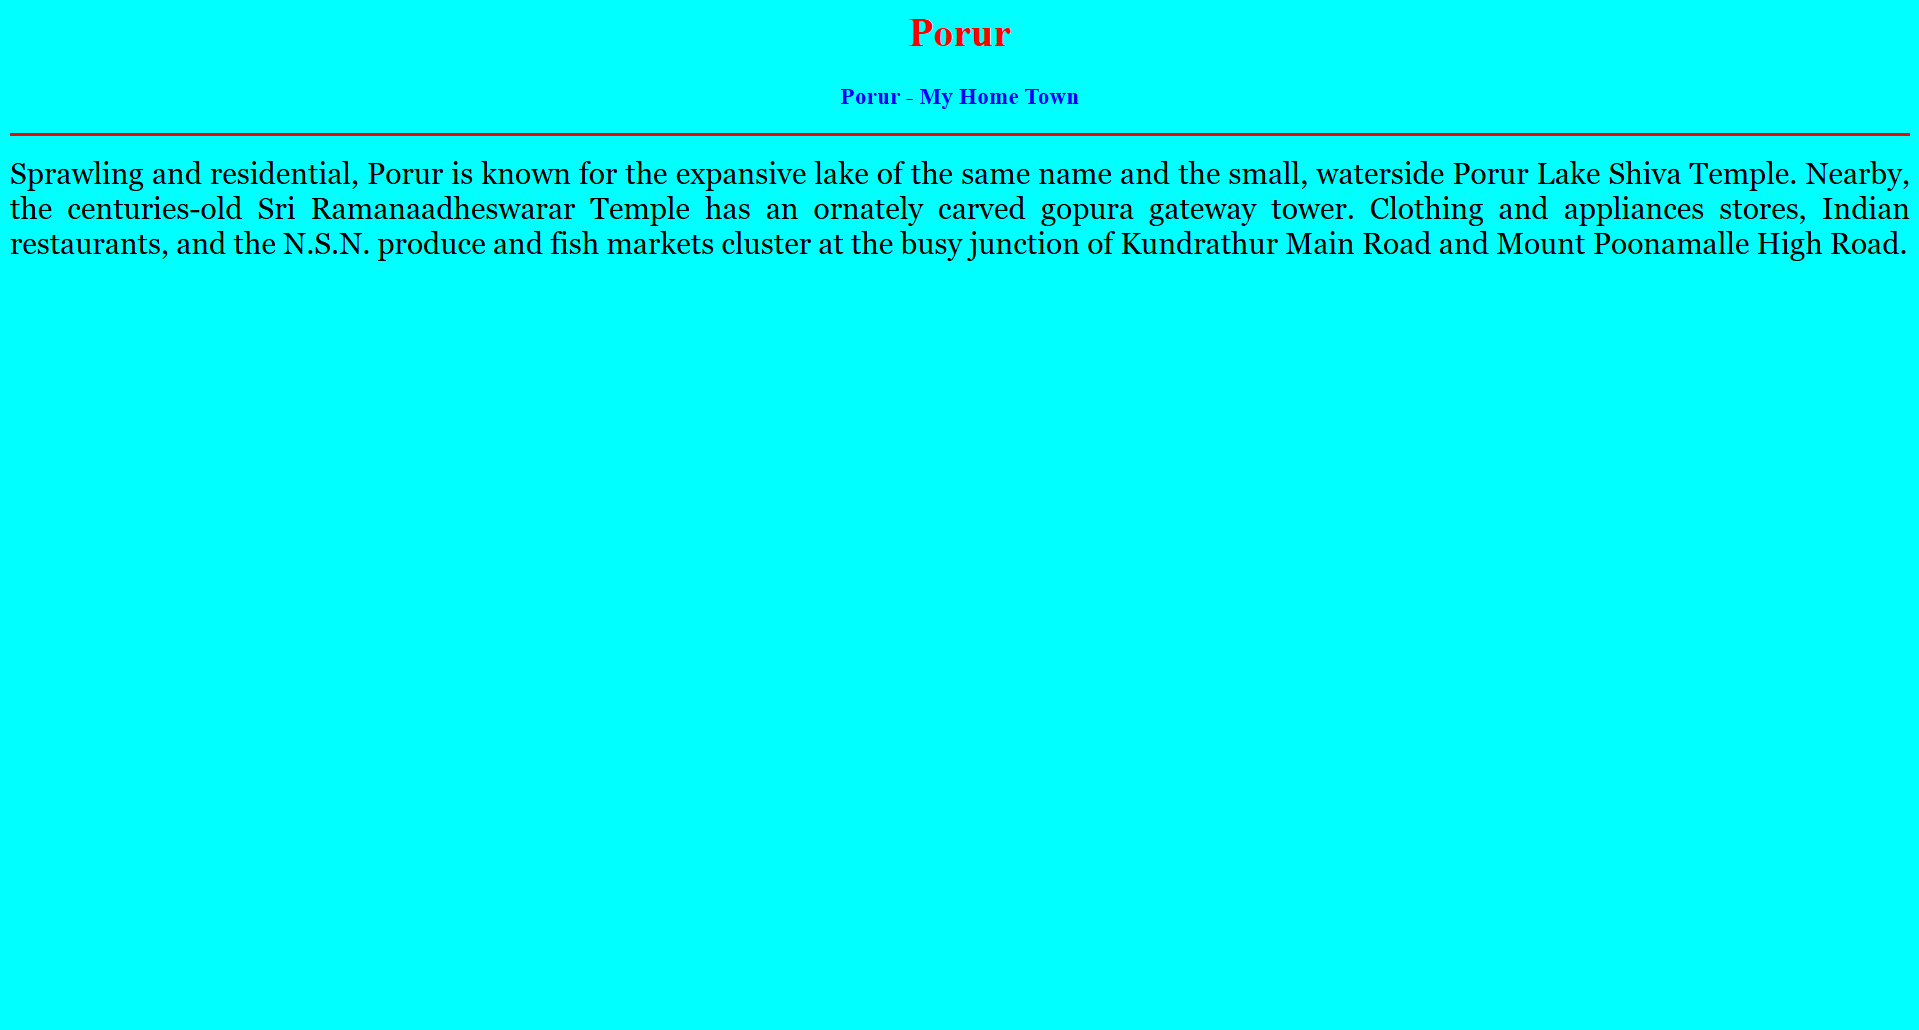 Porur
Porur - My Home Town
Sprawling and residential, Porur is known for the expansive lake of the same name and the small, waterside Porur Lake Shiva Temple. Nearby,
the centuries-old Sri Ramanaadheswarar Temple has an ornately carved gopura gateway tower. Clothing and appliances stores, Indian
restaurants, and the N.S.N. produce and fish markets cluster at the busy junction of Kundrathur Main Road and Mount Poonamalle High Road.